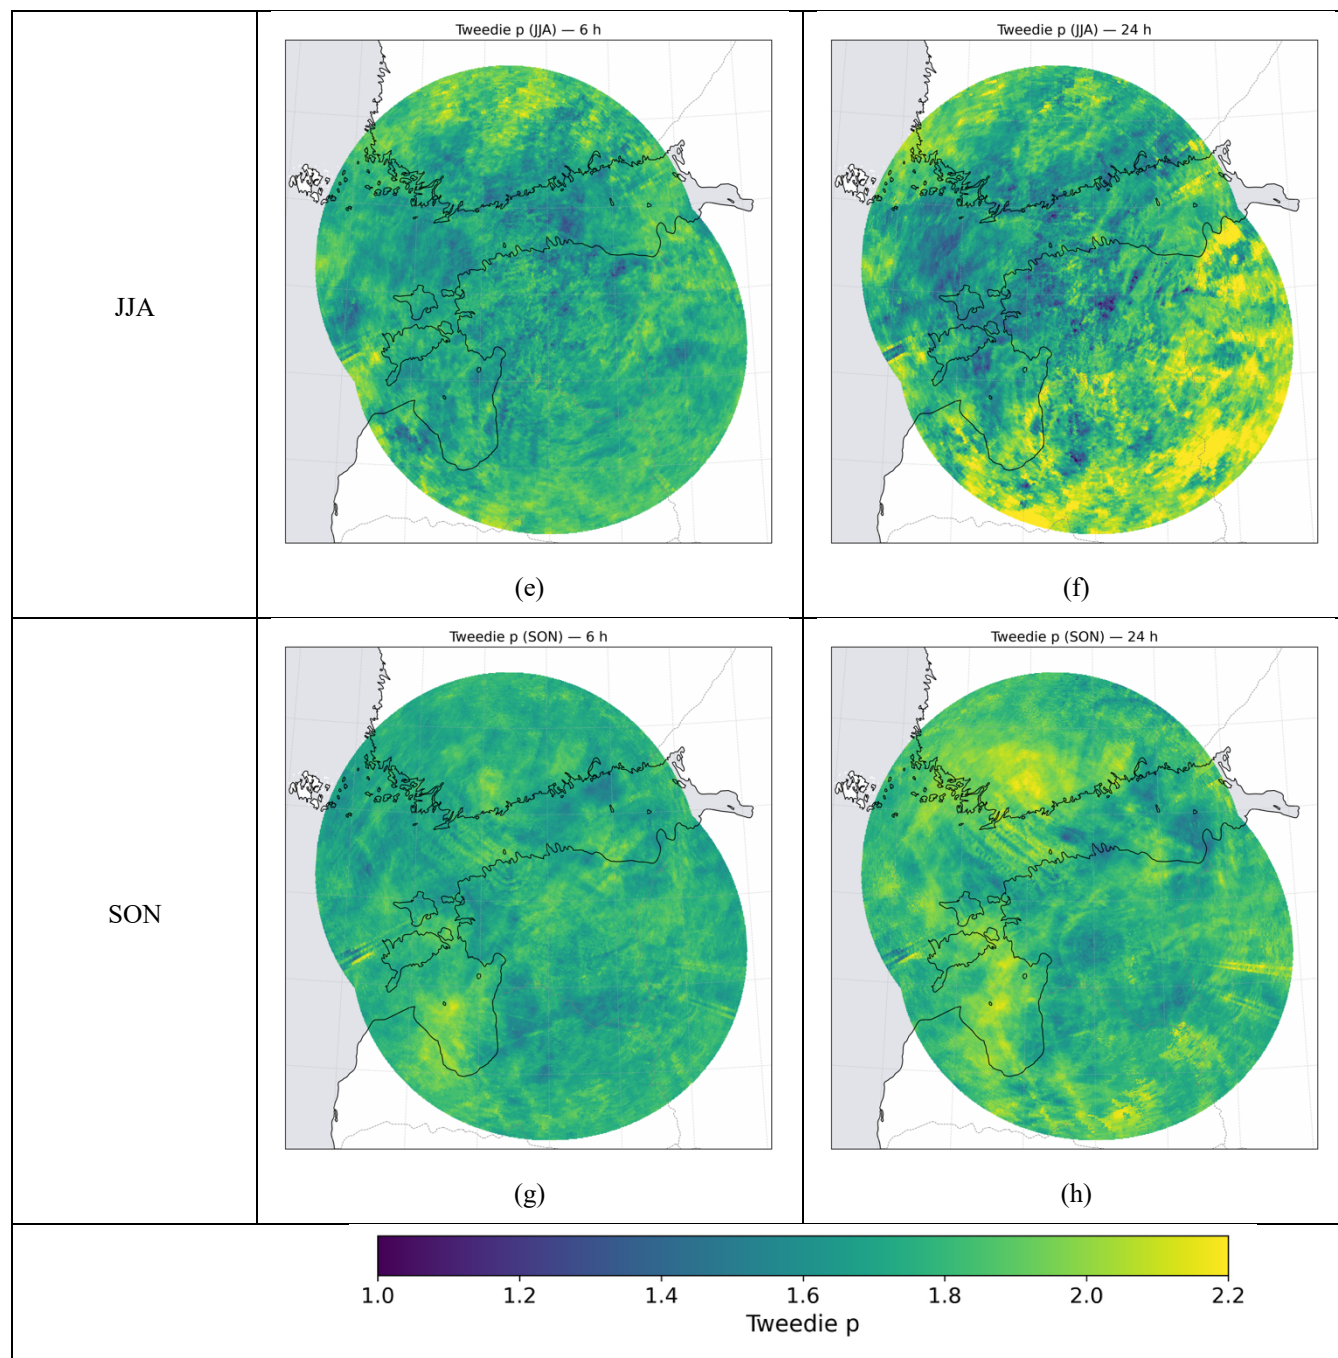 Tweedie p (JJA) — 6 h
Tweedie p (JJA) — 24 h
JJA
(e)
(f)
Tweedie p (SON) — 6 h
Tweedie p (SON) — 24 h
SON
(g)
(h)
1.0 1.2 1.4 1.6 1.8 2.0 2.2
Tweedie p